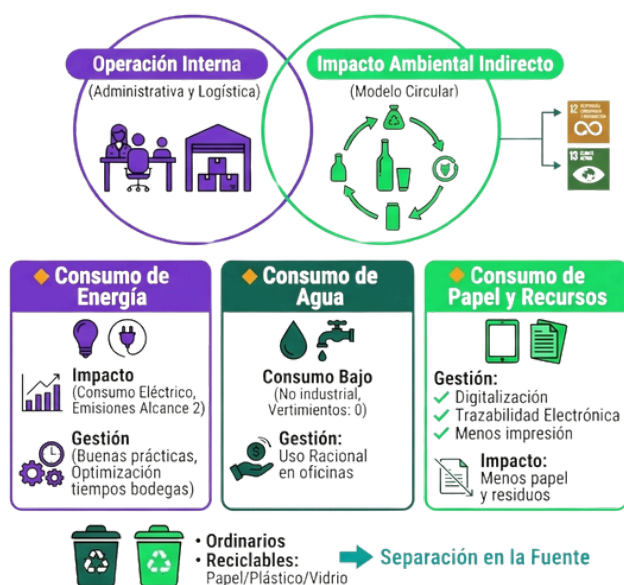 Operación Interna
(Administrativa y Logística)
Impacto Ambiental Indirecto
(Modelo Circular)
12
13
Consumo de
Energía
Impacto
(Consumo Eléctrico,
Emisiones Alcance 2)
Gestión
(Buenas prácticas,
Optimización
tiempos bodegas)
Consumo de
Agua
Consumo Bajo
(No industrial,
Vertimientos: 0)
Gestión:
Uso Racional
en oficinas
$
Consumo de
Papel y Recursos
Gestión:
✓ Digitalización
✓ Trazabilidad Electrónica
✓ Menos impresión
Impacto:
Menos papel
y residuos
• Ordinarios
• Reciclables:
Papel/Plástico/Vidrio
Separación en la Fuente